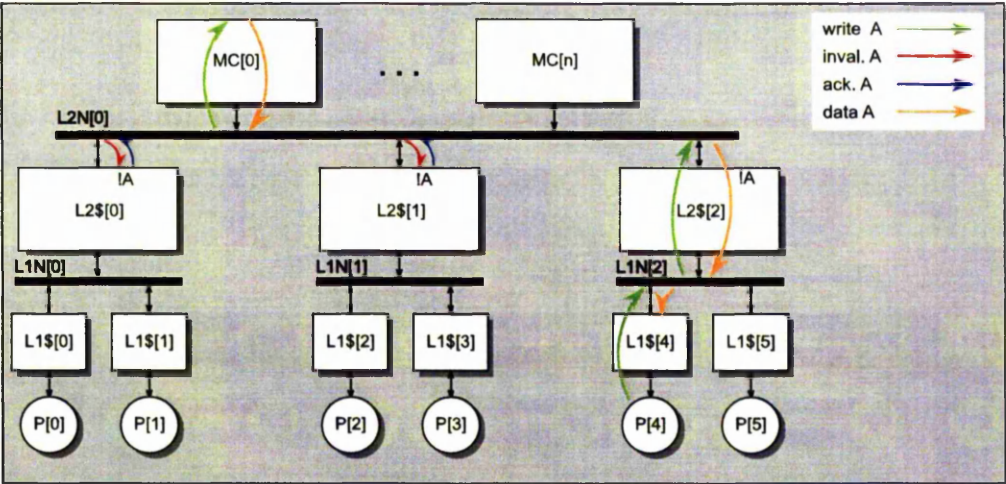 MC[0]
. . .
MC[n]
write A
inval. A
ack. A
data A
L2N[0]
!A
L2$[0]
!A
L2$[1]
!A
L2$[2]
L1N[0]
L1N[1]
L1N[2]
L1$[0]
L1$[1]
L1$[2]
L1$[3]
L1$[4]
L1$[5]
P[0]
P[1]
P[2]
P[3]
P[4]
P[5]